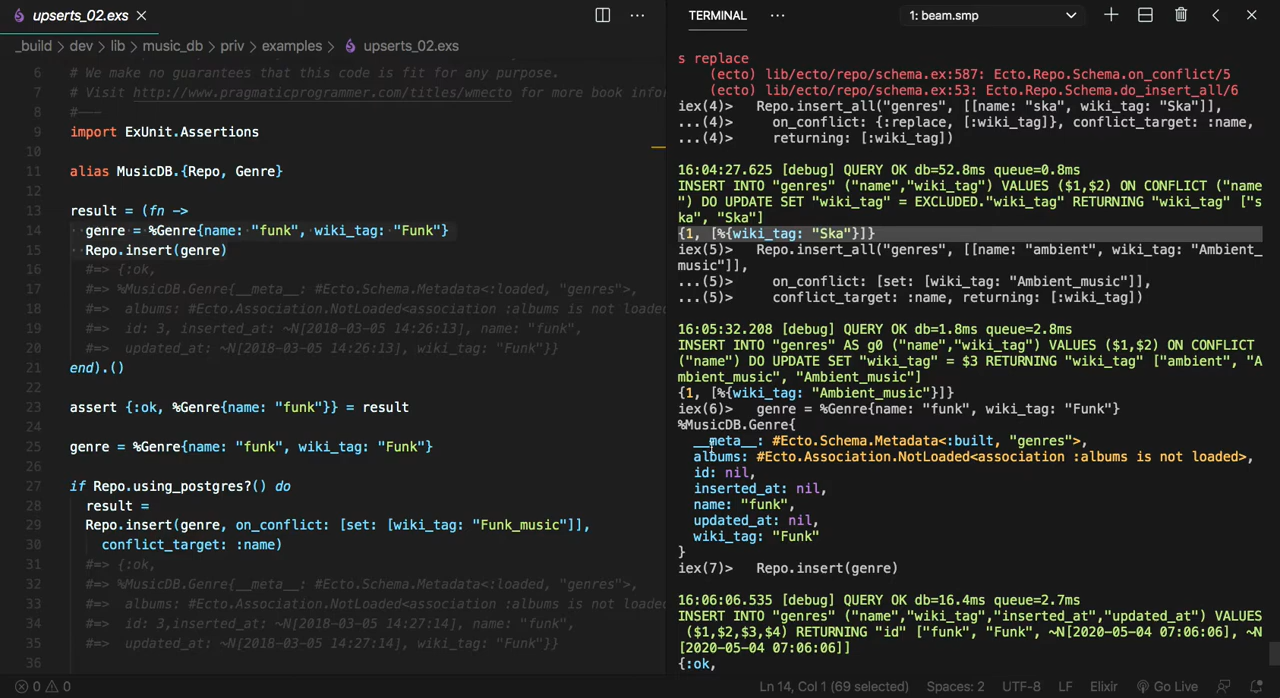 upserts_02.exs
_build > dev > lib > music_db > priv > examples > upserts_02.exs
6 # We make no guarantees that this code is fit for any purpose.
7 # Visit http://www.pragmaticprogrammer.com/titles/wmecto for more book infor
8 #---
9 import ExUnit.Assertions
10
11 alias MusicDB.{Repo, Genre}
12
13 result = (fn ->
14 genre = %Genre{name: "funk", wiki_tag: "Funk"}
15 Repo.insert(genre)
16 #=> {:ok,
17 #=> %MusicDB.Genre{__meta__: #Ecto.Schema.Metadata<:loaded, "genres">,
18 #=> albums: #Ecto.Association.NotLoaded<association :albums is not loaded
19 #=> id: 3, inserted_at: ~N[2018-03-05 14:26:13], name: "funk",
20 #=> updated_at: ~N[2018-03-05 14:26:13], wiki_tag: "Funk"}}
21 end).()
22
23 assert {:ok, %Genre{name: "funk"}} = result
24
25 genre = %Genre{name: "funk", wiki_tag: "Funk"}
26
27 if Repo.using_postgres?() do
28 result =
29 Repo.insert(genre, on_conflict: [set: [wiki_tag: "Funk_music"]],
30 conflict_target: :name)
31 #=> {:ok,
32 #=> %MusicDB.Genre{__meta__: #Ecto.Schema.Metadata<:loaded, "genres">,
33 #=> albums: #Ecto.Association.NotLoaded<association :albums is not loaded
34 #=> id: 3,inserted_at: ~N[2018-03-05 14:27:14], name: "funk",
35 #=> updated_at: ~N[2018-03-05 14:27:14], wiki_tag: "Funk"}}
36
TERMINAL 1: beam.smp
s replace
(ecto) lib/ecto/repo/schema.ex:587: Ecto.Repo.Schema.on_conflict/5
(ecto) lib/ecto/repo/schema.ex:53: Ecto.Repo.Schema.do_insert_all/6
iex(4)> Repo.insert_all("genres", [[name: "ska", wiki_tag: "Ska"]],
...(4)> on_conflict: {:replace, [:wiki_tag]}, conflict_target: :name,
...(4)> returning: [:wiki_tag])
16:04:27.625 [debug] QUERY OK db=52.8ms queue=0.8ms
INSERT INTO "genres" ("name","wiki_tag") VALUES ($1,$2) ON CONFLICT ("name
") DO UPDATE SET "wiki_tag" = EXCLUDED."wiki_tag" RETURNING "wiki_tag" ["s
ka", "Ska"]
{1, [%{wiki_tag: "Ska"}]}
iex(5)> Repo.insert_all("genres", [[name: "ambient", wiki_tag: "Ambient_
music"]],
...(5)> on_conflict: [set: [wiki_tag: "Ambient_music"]],
...(5)> conflict_target: :name, returning: [:wiki_tag])
16:05:32.208 [debug] QUERY OK db=1.8ms queue=2.8ms
INSERT INTO "genres" AS g0 ("name","wiki_tag") VALUES ($1,$2) ON CONFLICT
("name") DO UPDATE SET "wiki_tag" = $3 RETURNING "wiki_tag" ["ambient", "A
mbient_music", "Ambient_music"]
{1, [%{wiki_tag: "Ambient_music"}]}
iex(6)> genre = %Genre{name: "funk", wiki_tag: "Funk"}
%MusicDB.Genre{
__meta__: #Ecto.Schema.Metadata<:built, "genres">,
albums: #Ecto.Association.NotLoaded<association :albums is not loaded>,
id: nil,
inserted_at: nil,
name: "funk",
updated_at: nil,
wiki_tag: "Funk"
}
iex(7)> Repo.insert(genre)
16:06:06.535 [debug] QUERY OK db=16.4ms queue=2.7ms
INSERT INTO "genres" ("name","wiki_tag","inserted_at","updated_at") VALUES
($1,$2,$3,$4) RETURNING "id" ["funk", "Funk", ~N[2020-05-04 07:06:06], ~N
[2020-05-04 07:06:06]]
{:ok,
0 0 Ln 14, Col 1 (69 selected) Spaces: 2 UTF-8 LF Elixir Go Live